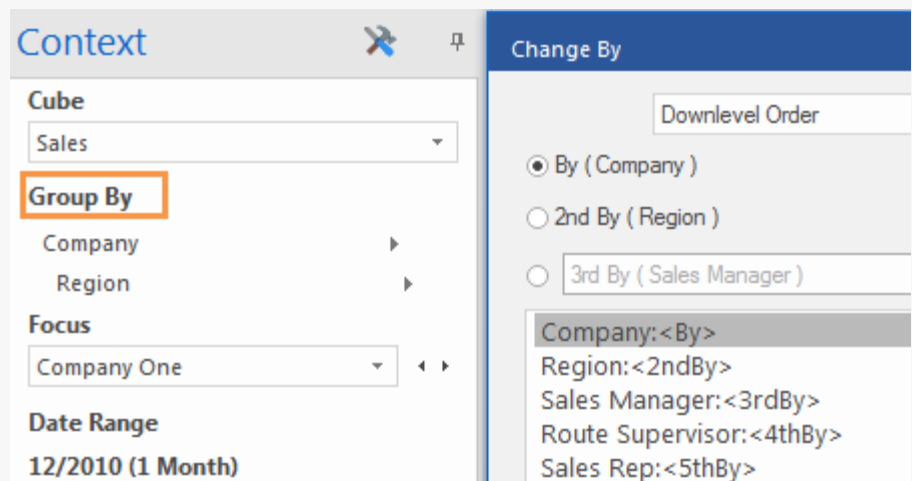 Context
Cube
Sales
Group By
Company
Region
Focus
Company One
Date Range
12/2010 (1 Month)
Change By
Downlevel Order
By ( Company )
2nd By ( Region )
3rd By ( Sales Manager )
Company:<By>
Region:<2ndBy>
Sales Manager:<3rdBy>
Route Supervisor:<4thBy>
Sales Rep:<5thBy>